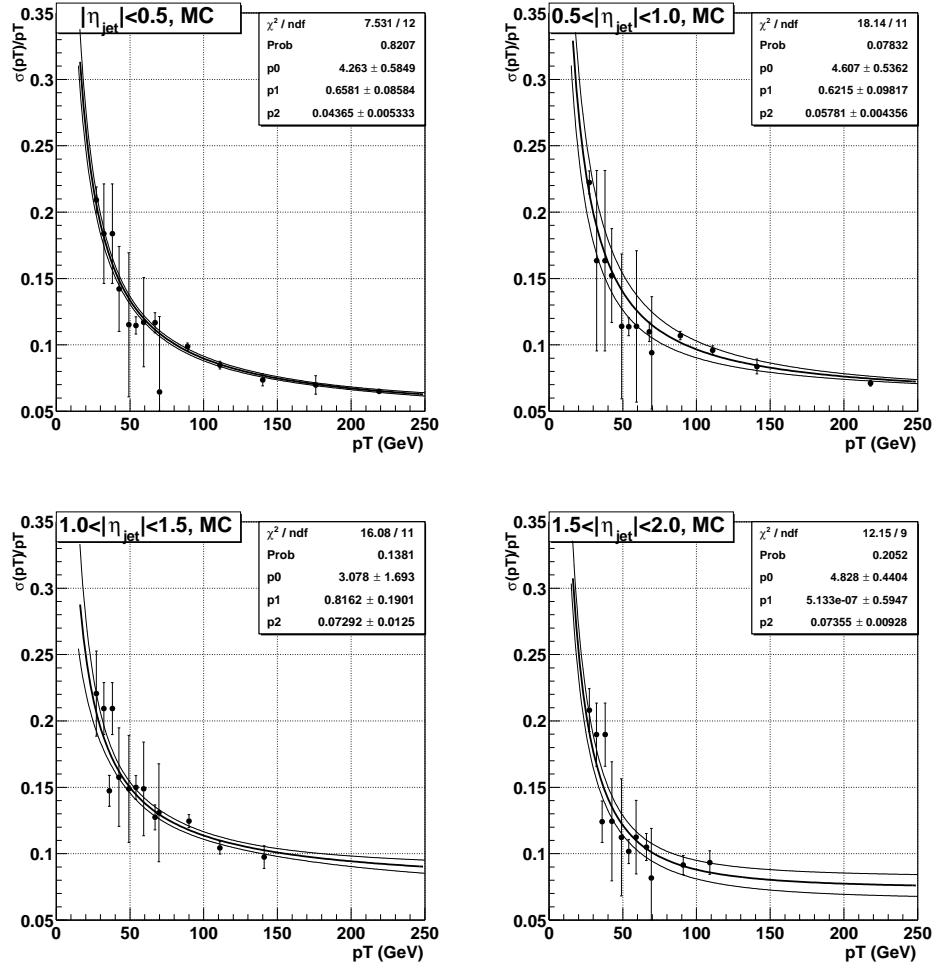 |η_jet|<0.5, MC
χ² / ndf 7.531 / 12
Prob 0.8207
p0 4.263 ± 0.5849
p1 0.6581 ± 0.08584
p2 0.04365 ± 0.005333
σ(pT)/pT
0.35
0.3
0.25
0.2
0.15
0.1
0.05
0 50 100 150 200 250
pT (GeV)
0.5<|η_jet|<1.0, MC
χ² / ndf 18.14 / 11
Prob 0.07832
p0 4.607 ± 0.5362
p1 0.6215 ± 0.09817
p2 0.05781 ± 0.004356
σ(pT)/pT
0.35
0.3
0.25
0.2
0.15
0.1
0.05
0 50 100 150 200 250
pT (GeV)
1.0<|η_jet|<1.5, MC
χ² / ndf 16.08 / 11
Prob 0.1381
p0 3.078 ± 1.693
p1 0.8162 ± 0.1901
p2 0.07292 ± 0.0125
σ(pT)/pT
0.35
0.3
0.25
0.2
0.15
0.1
0.05
0 50 100 150 200 250
pT (GeV)
1.5<|η_jet|<2.0, MC
χ² / ndf 12.15 / 9
Prob 0.2052
p0 4.828 ± 0.4404
p1 5.133e-07 ± 0.5947
p2 0.07355 ± 0.00928
σ(pT)/pT
0.35
0.3
0.25
0.2
0.15
0.1
0.05
0 50 100 150 200 250
pT (GeV)